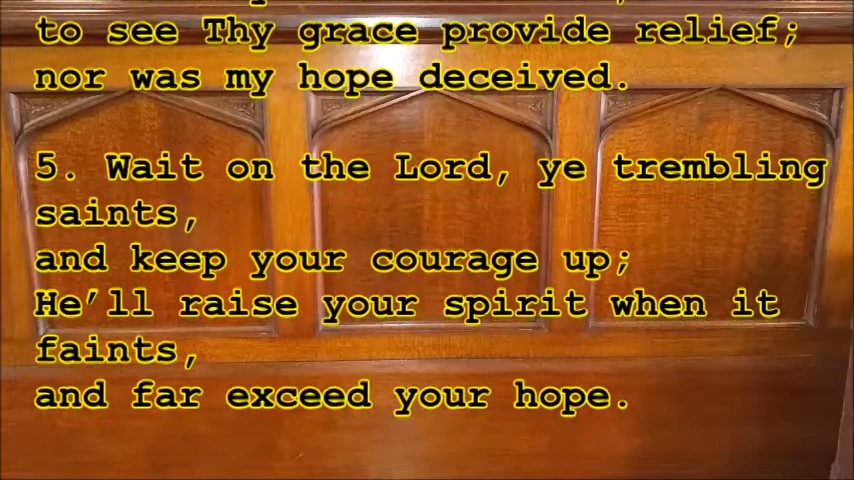 to see Thy grace provide relief;
nor was my hope deceived.
5. Wait on the Lord, ye trembling
saints,
and keep your courage up;
He’ll raise your spirit when it
faints,
and far exceed your hope.